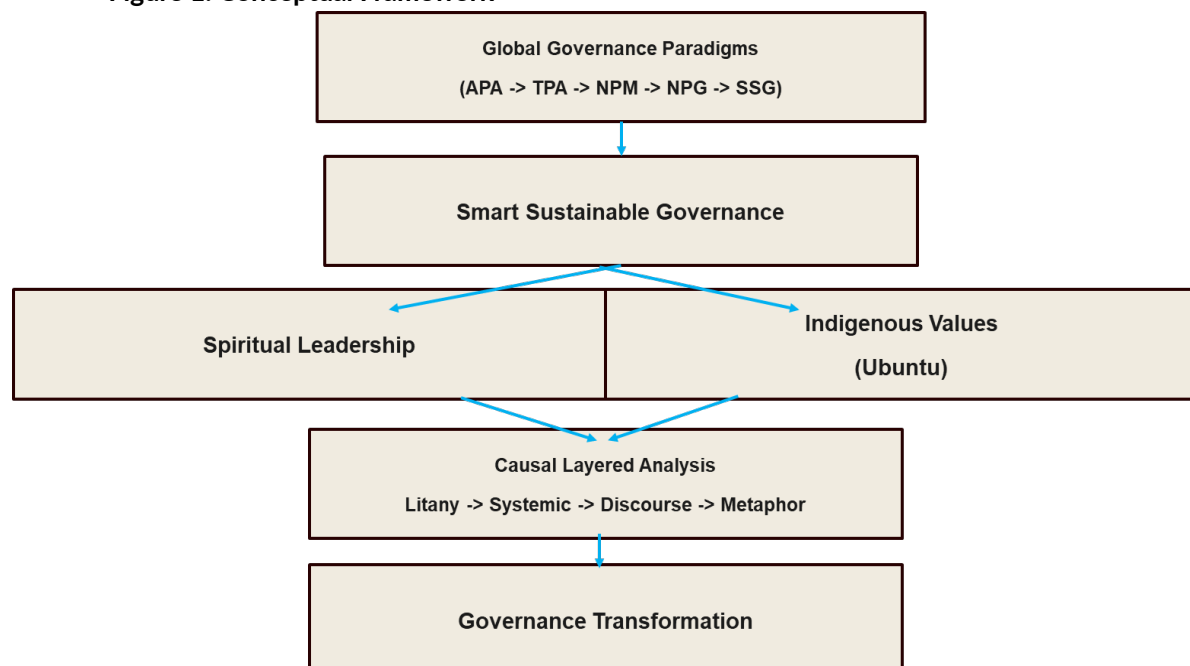 Global Governance Paradigms
(APA -> TPA -> NPM -> NPG -> SSG)
Smart Sustainable Governance
Spiritual Leadership
Indigenous Values
(Ubuntu)
Causal Layered Analysis
Litany -> Systemic -> Discourse -> Metaphor
Governance Transformation